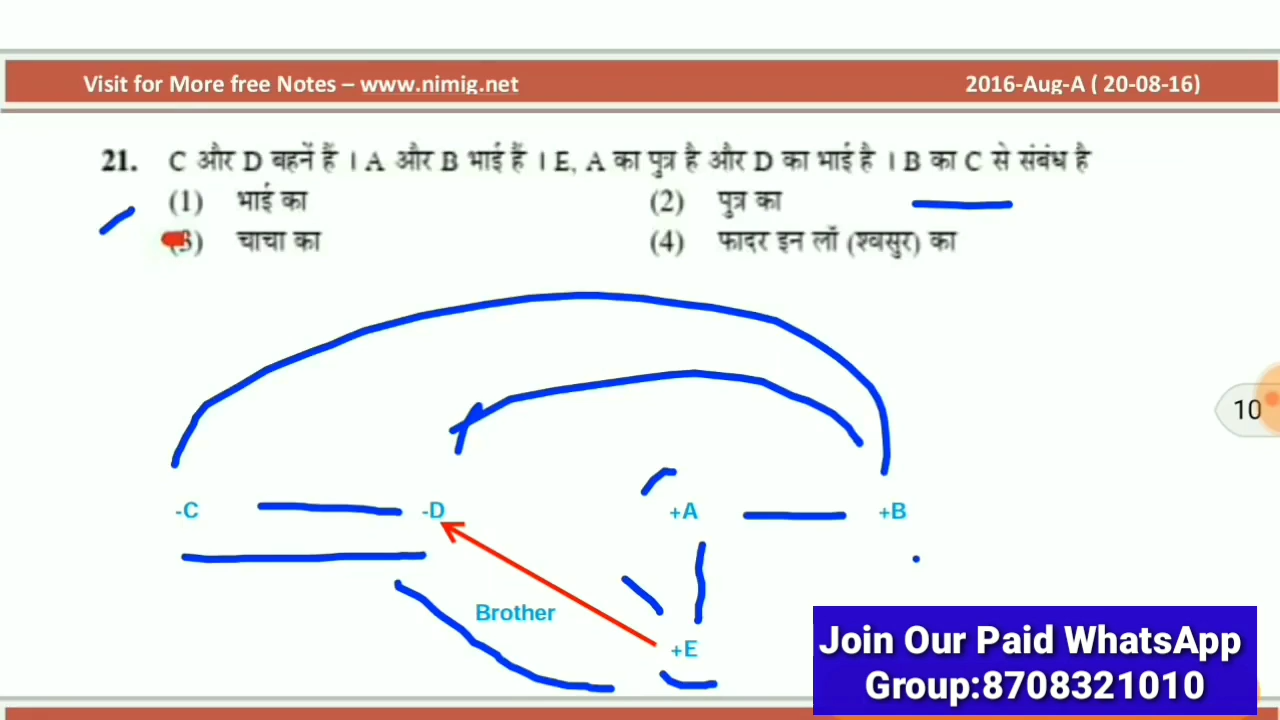 Visit for More free Notes – www.nimig.net 2016-Aug-A ( 20-08-16)
21. C और D बहनें हैं । A और B भाई हैं । E, A का पुत्र है और D का भाई है । B का C से संबंध है
(1) भाई का (2) पुत्र का
(3) चाचा का (4) फादर इन लॉ (श्वसुर) का
10
-C -D +A +B
Brother
+E
Join Our Paid WhatsApp
Group:8708321010